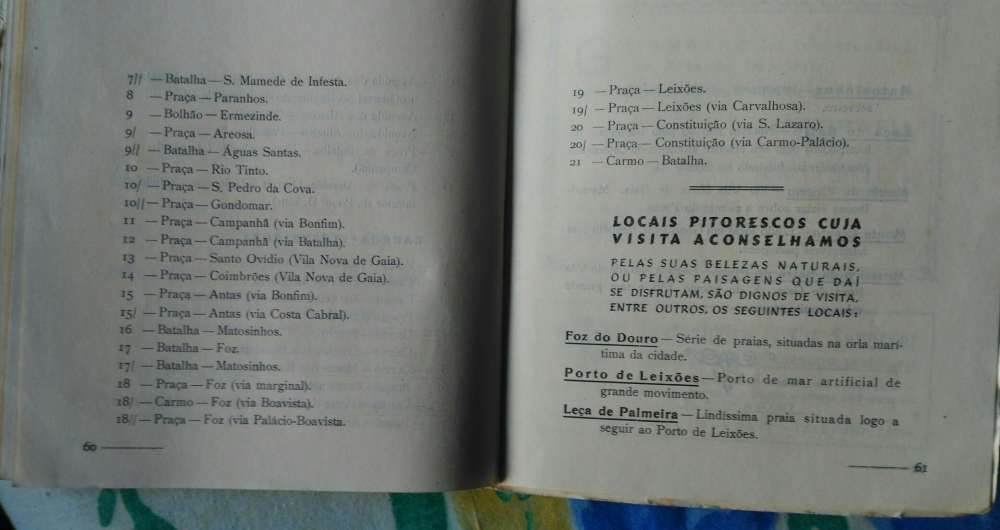 7// — Batalha — S. Mamede de Infesta.
8 — Praça — Paranhos.
9 — Bolhão — Ermezinde.
9/ — Praça — Areosa.
9// — Batalha — Águas Santas.
10 — Praça — Rio Tinto.
10/ — Praça — S. Pedro da Cova.
10// — Praça — Gondomar.
11 — Praça — Campanhã (via Bonfim).
12 — Praça — Campanhã (via Batalha).
13 — Praça — Santo Ovídio (Vila Nova de Gaia).
14 — Praça — Coimbrões (Vila Nova de Gaia).
15 — Praça — Antas (via Bonfim).
15/ — Praça — Antas (via Costa Cabral).
16 — Batalha — Matosinhos.
17 — Batalha — Foz.
17/ — Batalha — Matosinhos.
18 — Praça — Foz (via marginal).
18/ — Carmo — Foz (via Boavista).
18// — Praça — Foz (via Palácio-Boavista.
60
19 — Praça — Leixões.
19/ — Praça — Leixões (via Carvalhosa).
20 — Praça — Constituição (via S. Lazaro).
20/ — Praça — Constituição (via Carmo-Palácio).
21 — Carmo — Batalha.
LOCAIS PITORESCOS CUJA
VISITA ACONSELHAMOS
PELAS SUAS BELEZAS NATURAIS,
OU PELAS PAISAGENS QUE DAÍ
SE DISFRUTAM, SÃO DIGNOS DE VISITA,
ENTRE OUTROS, OS SEGUINTES LOCAIS:
Foz do Douro — Série de praias, situadas na orla marí-
tima da cidade.
Porto de Leixões — Porto de mar artificial de
grande movimento.
Leça de Palmeira — Lindíssima praia situada logo a
seguir ao Porto de Leixões.
61